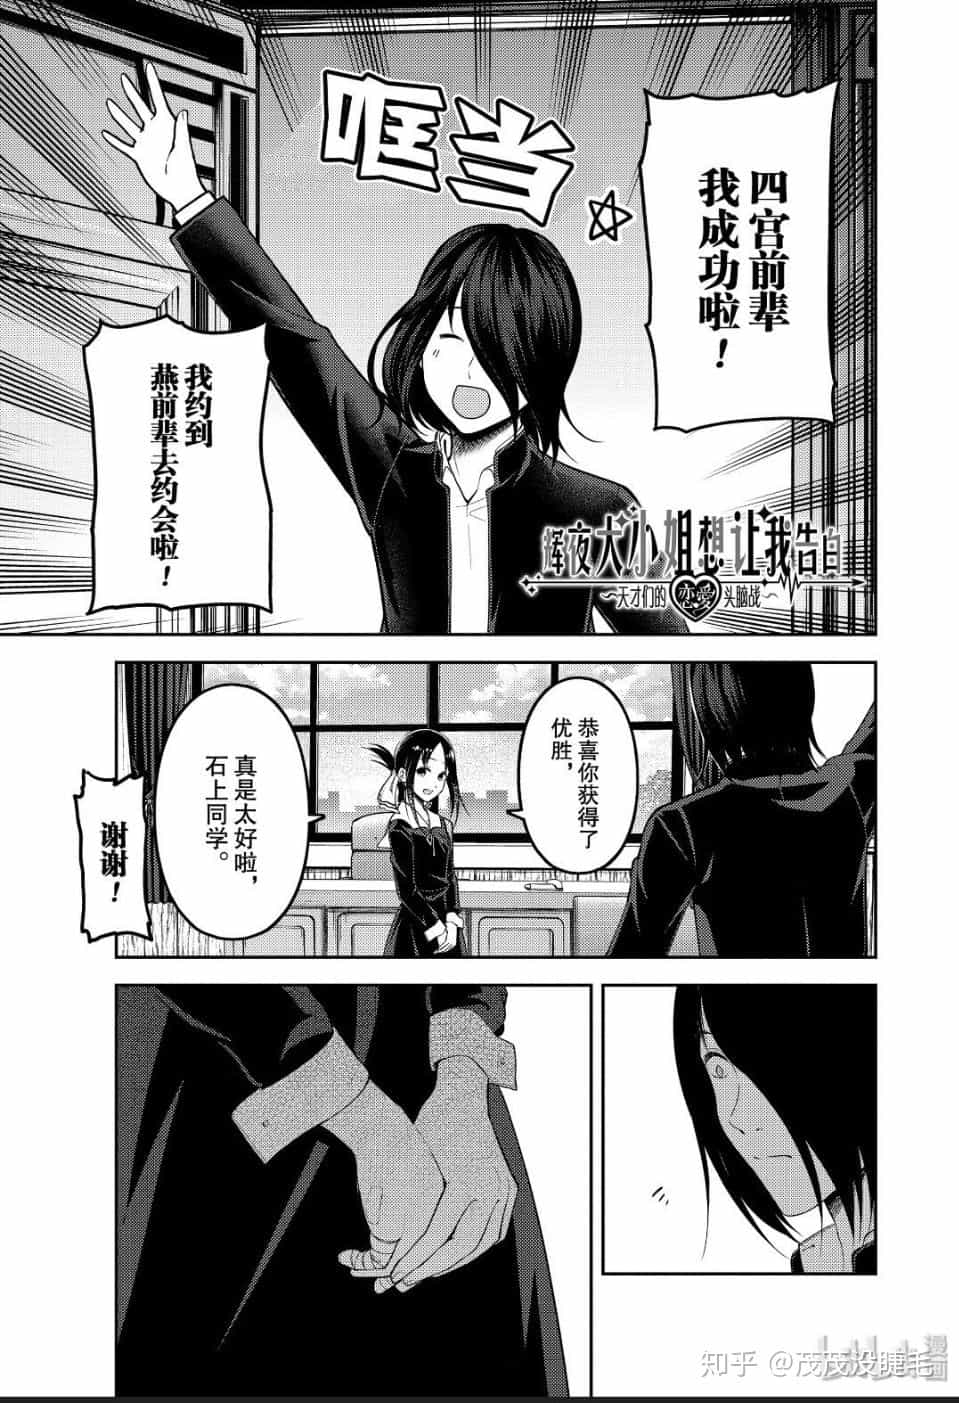 哐当☆
四宫前辈
我成功啦！
我约到
燕前辈去约会啦！
辉夜大小姐想让我告白
~天才们的恋爱头脑战~
恭喜你获得了
优胜，
真是太好啦，
石上同学。
谢谢！
漫画
知乎 @茂茂没睫毛